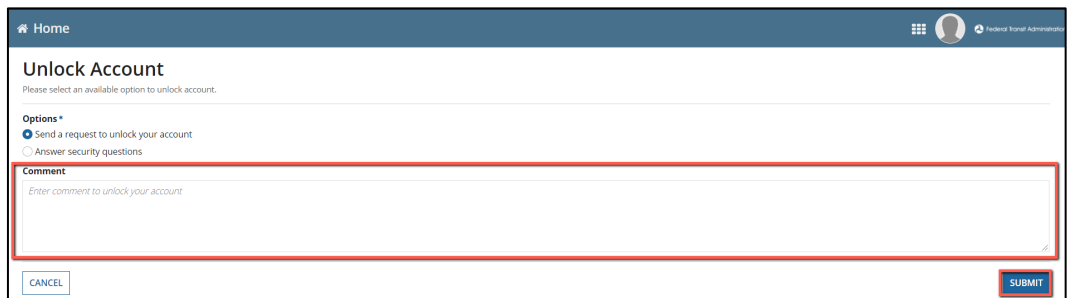 Home
Federal Transit Administration
Unlock Account
Please select an available option to unlock account.
Options *
Send a request to unlock your account
Answer security questions
Comment
Enter comment to unlock your account
CANCEL
SUBMIT